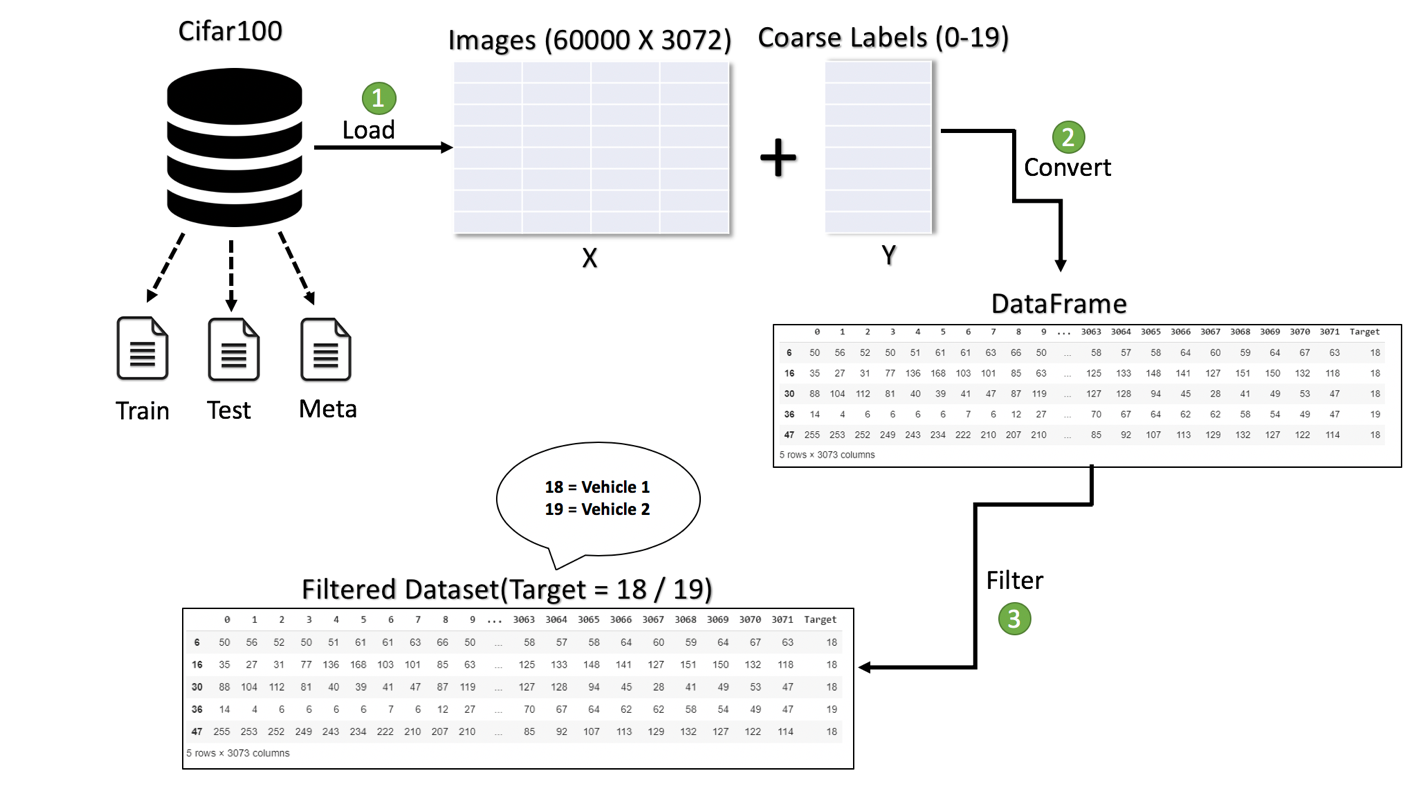 Cifar100
Images (60000 X 3072)
Coarse Labels (0-19)
1
Load
2
Convert
X
Y
Train
Test
Meta
DataFrame
0 1 2 3 4 5 6 7 8 9 ... 3063 3064 3065 3066 3067 3068 3069 3070 3071 Target
6 50 56 52 50 51 61 61 63 66 50 ... 58 57 58 64 60 59 64 67 63 18
16 35 27 31 77 136 168 103 101 85 63 ... 125 133 148 141 127 151 150 132 118 18
30 88 104 112 81 40 39 41 47 87 119 ... 127 128 94 45 28 41 49 53 47 18
36 14 4 6 6 6 6 7 6 12 27 ... 70 67 64 62 62 58 54 49 47 19
47 255 253 252 249 243 234 222 210 207 210 ... 85 92 107 113 129 132 127 122 114 18
5 rows × 3073 columns
18 = Vehicle 1
19 = Vehicle 2
Filter
3
Filtered Dataset(Target = 18 / 19)
0 1 2 3 4 5 6 7 8 9 ... 3063 3064 3065 3066 3067 3068 3069 3070 3071 Target
6 50 56 52 50 51 61 61 63 66 50 ... 58 57 58 64 60 59 64 67 63 18
16 35 27 31 77 136 168 103 101 85 63 ... 125 133 148 141 127 151 150 132 118 18
30 88 104 112 81 40 39 41 47 87 119 ... 127 128 94 45 28 41 49 53 47 18
36 14 4 6 6 6 6 7 6 12 27 ... 70 67 64 62 62 58 54 49 47 19
47 255 253 252 249 243 234 222 210 207 210 ... 85 92 107 113 129 132 127 122 114 18
5 rows × 3073 columns